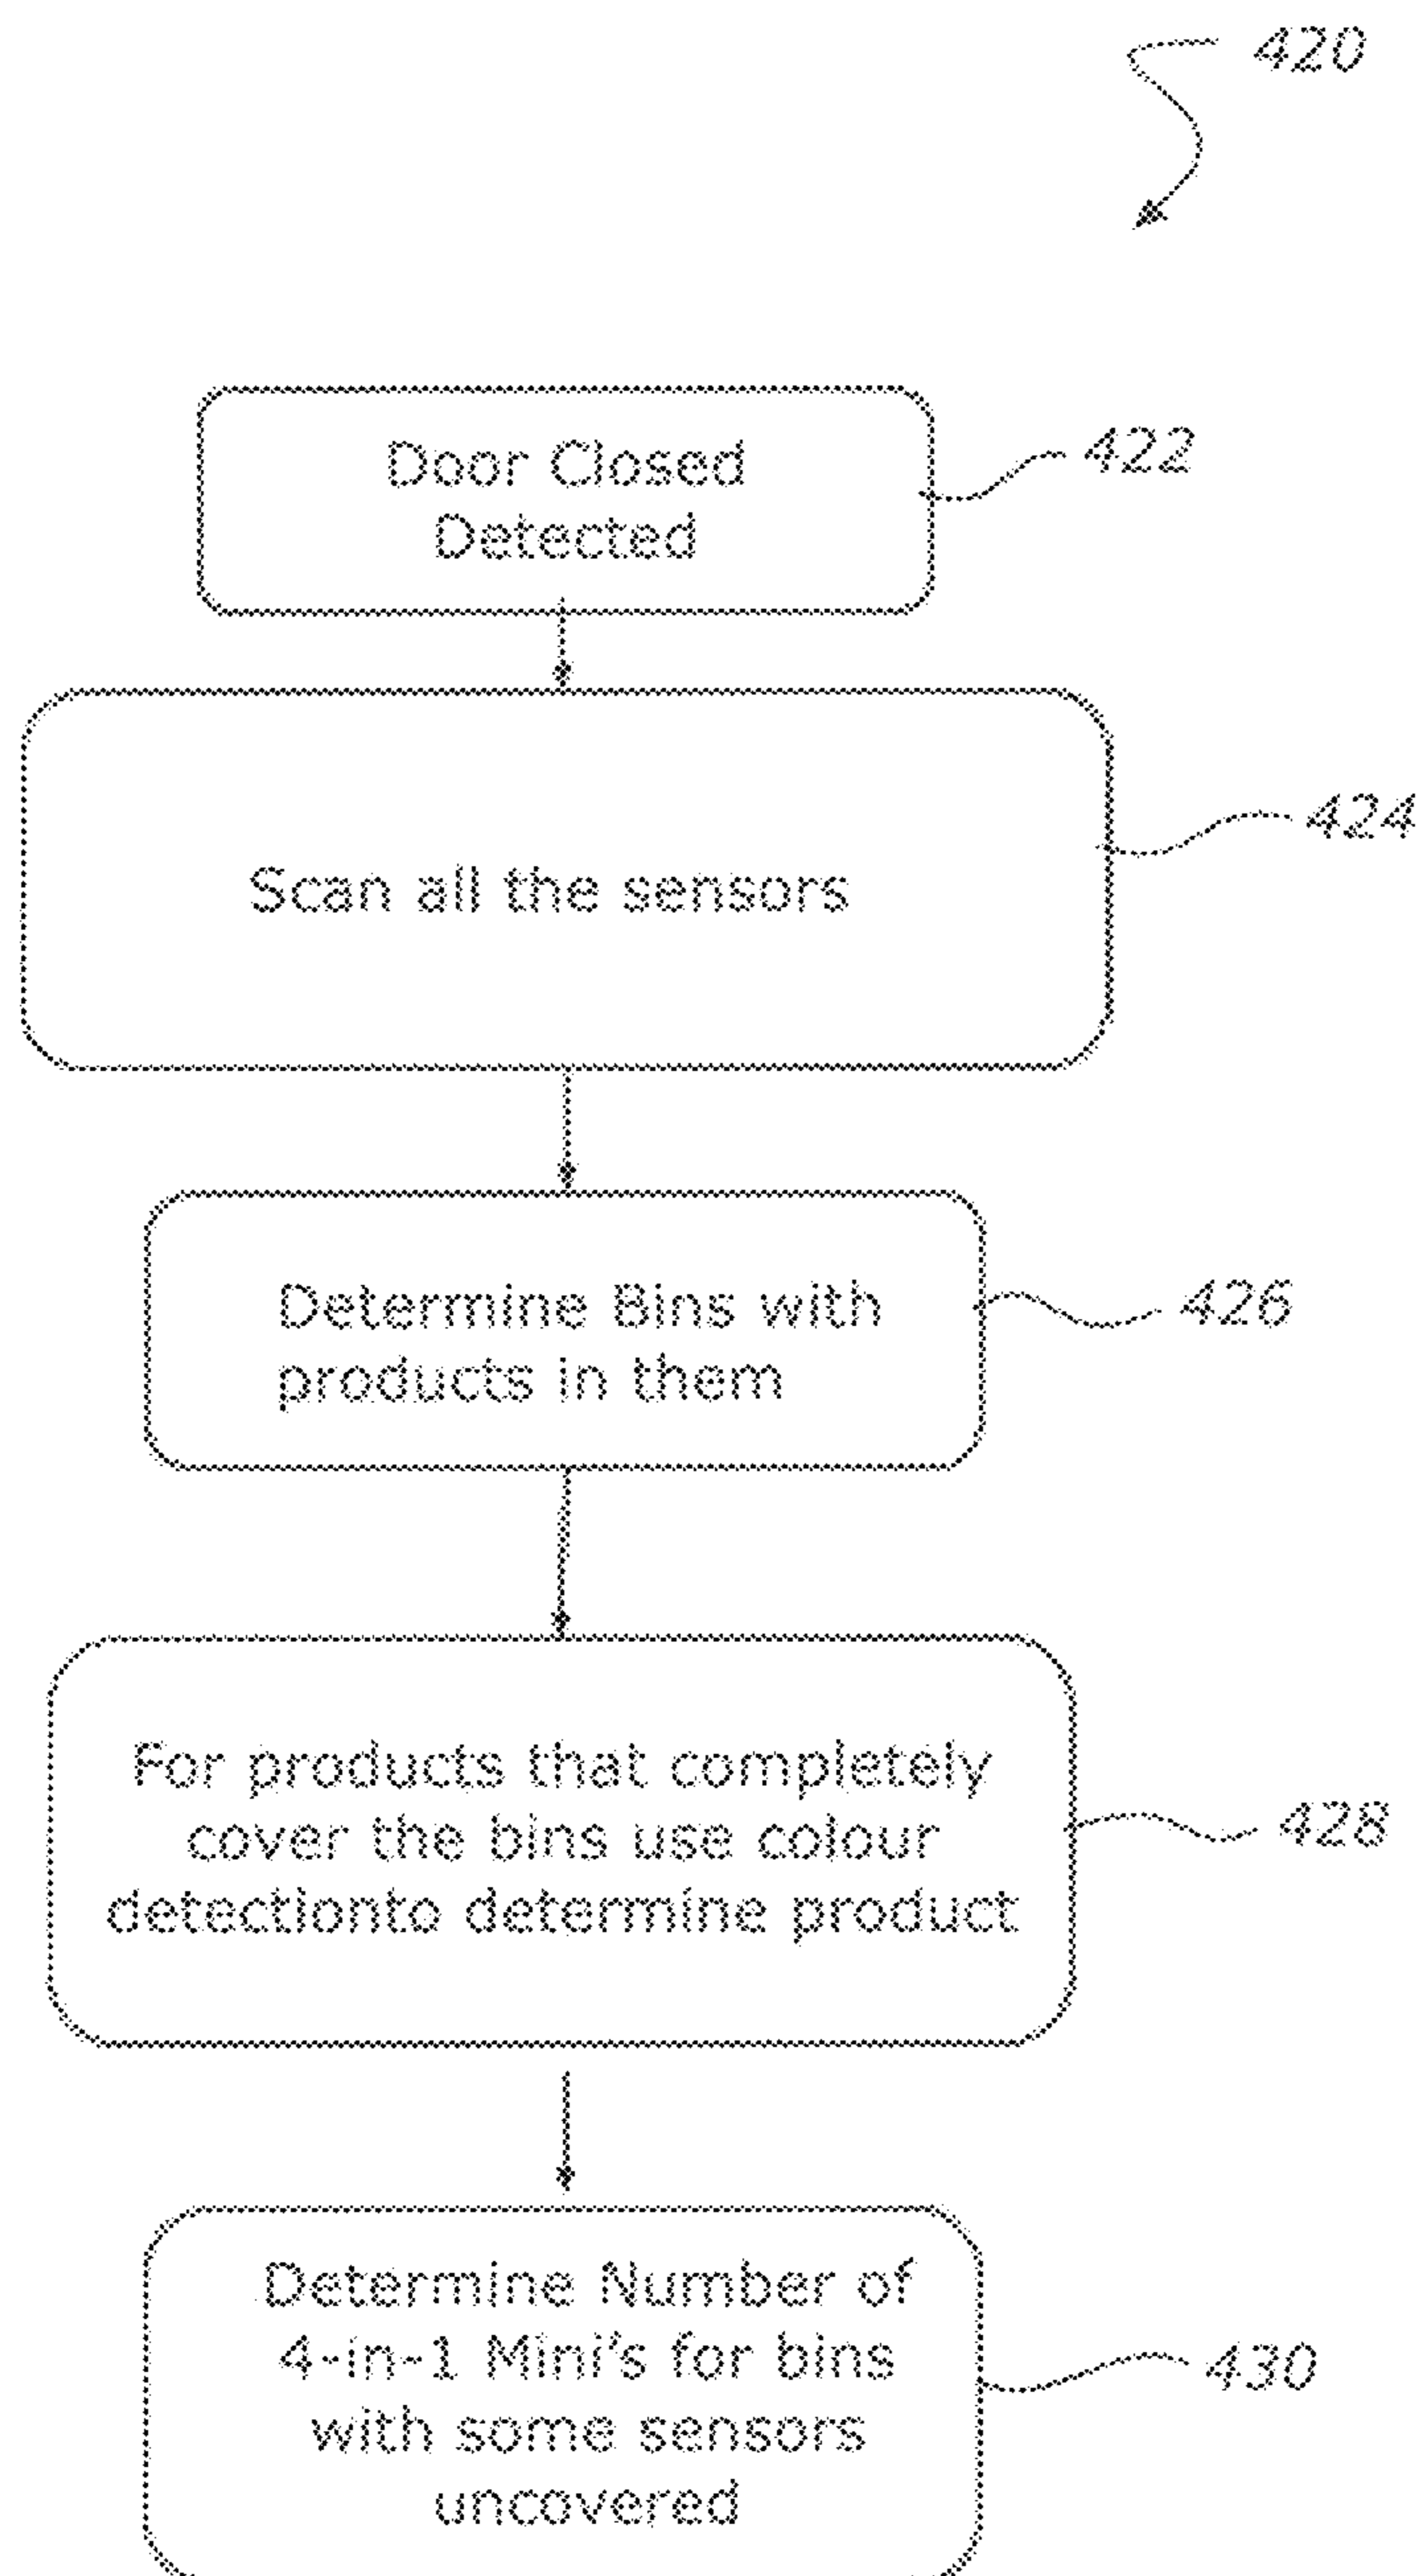 420
Door Closed
Detected
422
Scan all the sensors
424
Determine Bins with
products in them
426
For products that completely
cover the bins use colour
detectionto determine product
428
Determine Number of
4-in-1 Mini's for bins
with some sensors
uncovered
430